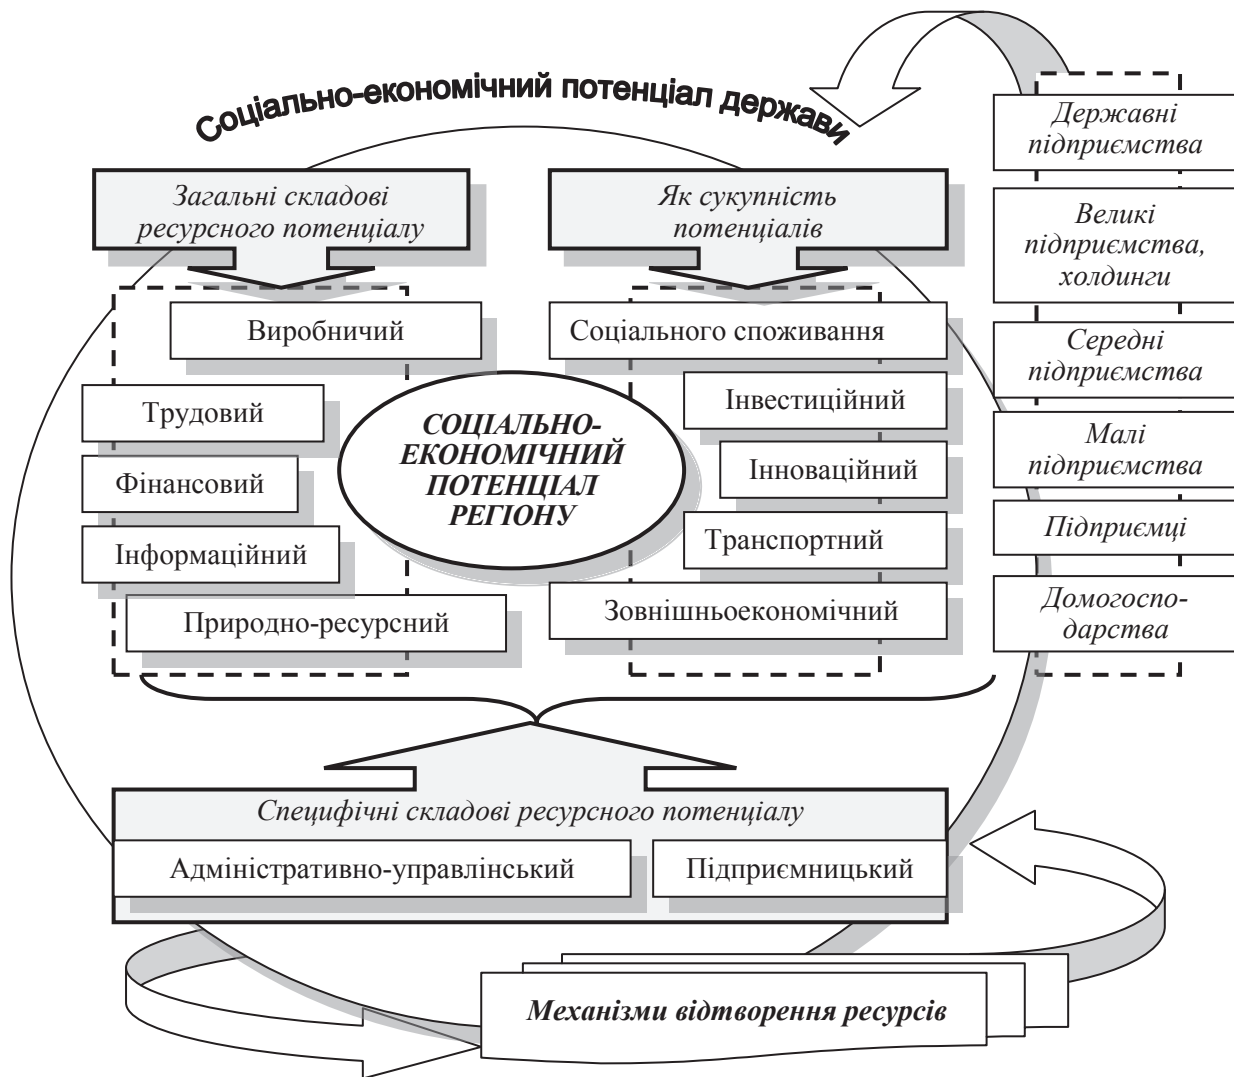 Соціально-економічний потенціал держави
Загальні складові
ресурсного потенціалу
Як сукупність
потенціалів
Виробничий
Трудовий
Фінансовий
Інформаційний
Природно-ресурсний
СОЦІАЛЬНО-
ЕКОНОМІЧНИЙ
ПОТЕНЦІАЛ
РЕГІОНУ
Соціального споживання
Інвестиційний
Інноваційний
Транспортний
Зовнішньоекономічний
Державні
підприємства
Великі
підприємства,
холдинги
Середні
підприємства
Малі
підприємства
Підприємці
Домогоспо-
дарства
Специфічні складові ресурсного потенціалу
Адміністративно-управлінський
Підприємницький
Механізми відтворення ресурсів